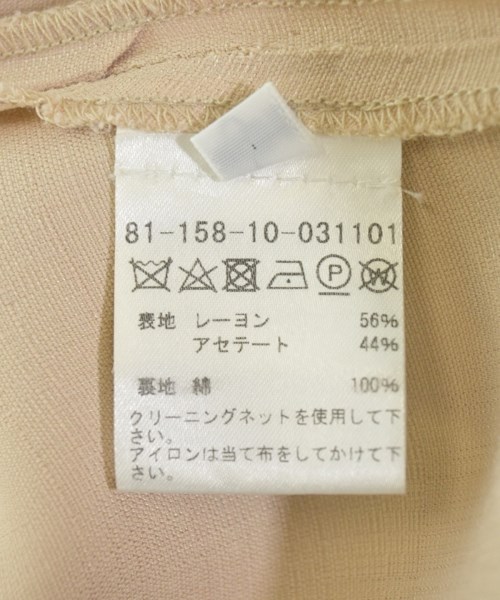 81-158-10-031101
P W
表地 レーヨン 56%
アセテート 44%
裏地 綿 100%
クリーニングネットを使用して下
さい。
アイロンは当て布をしてかけて下
さい。